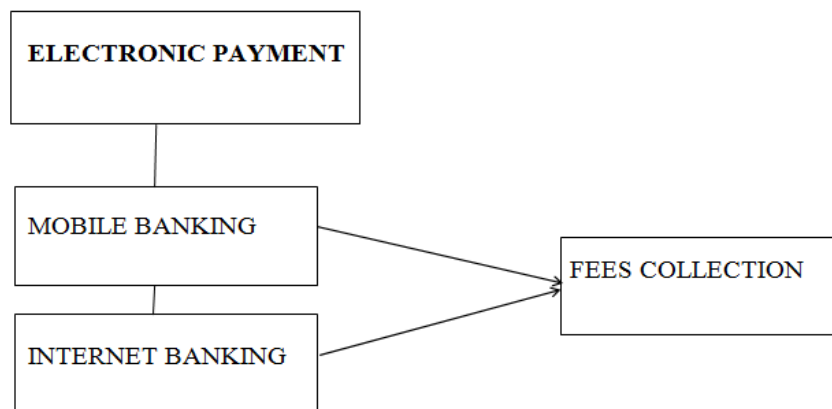 ELECTRONIC PAYMENT
MOBILE BANKING
FEES COLLECTION
INTERNET BANKING